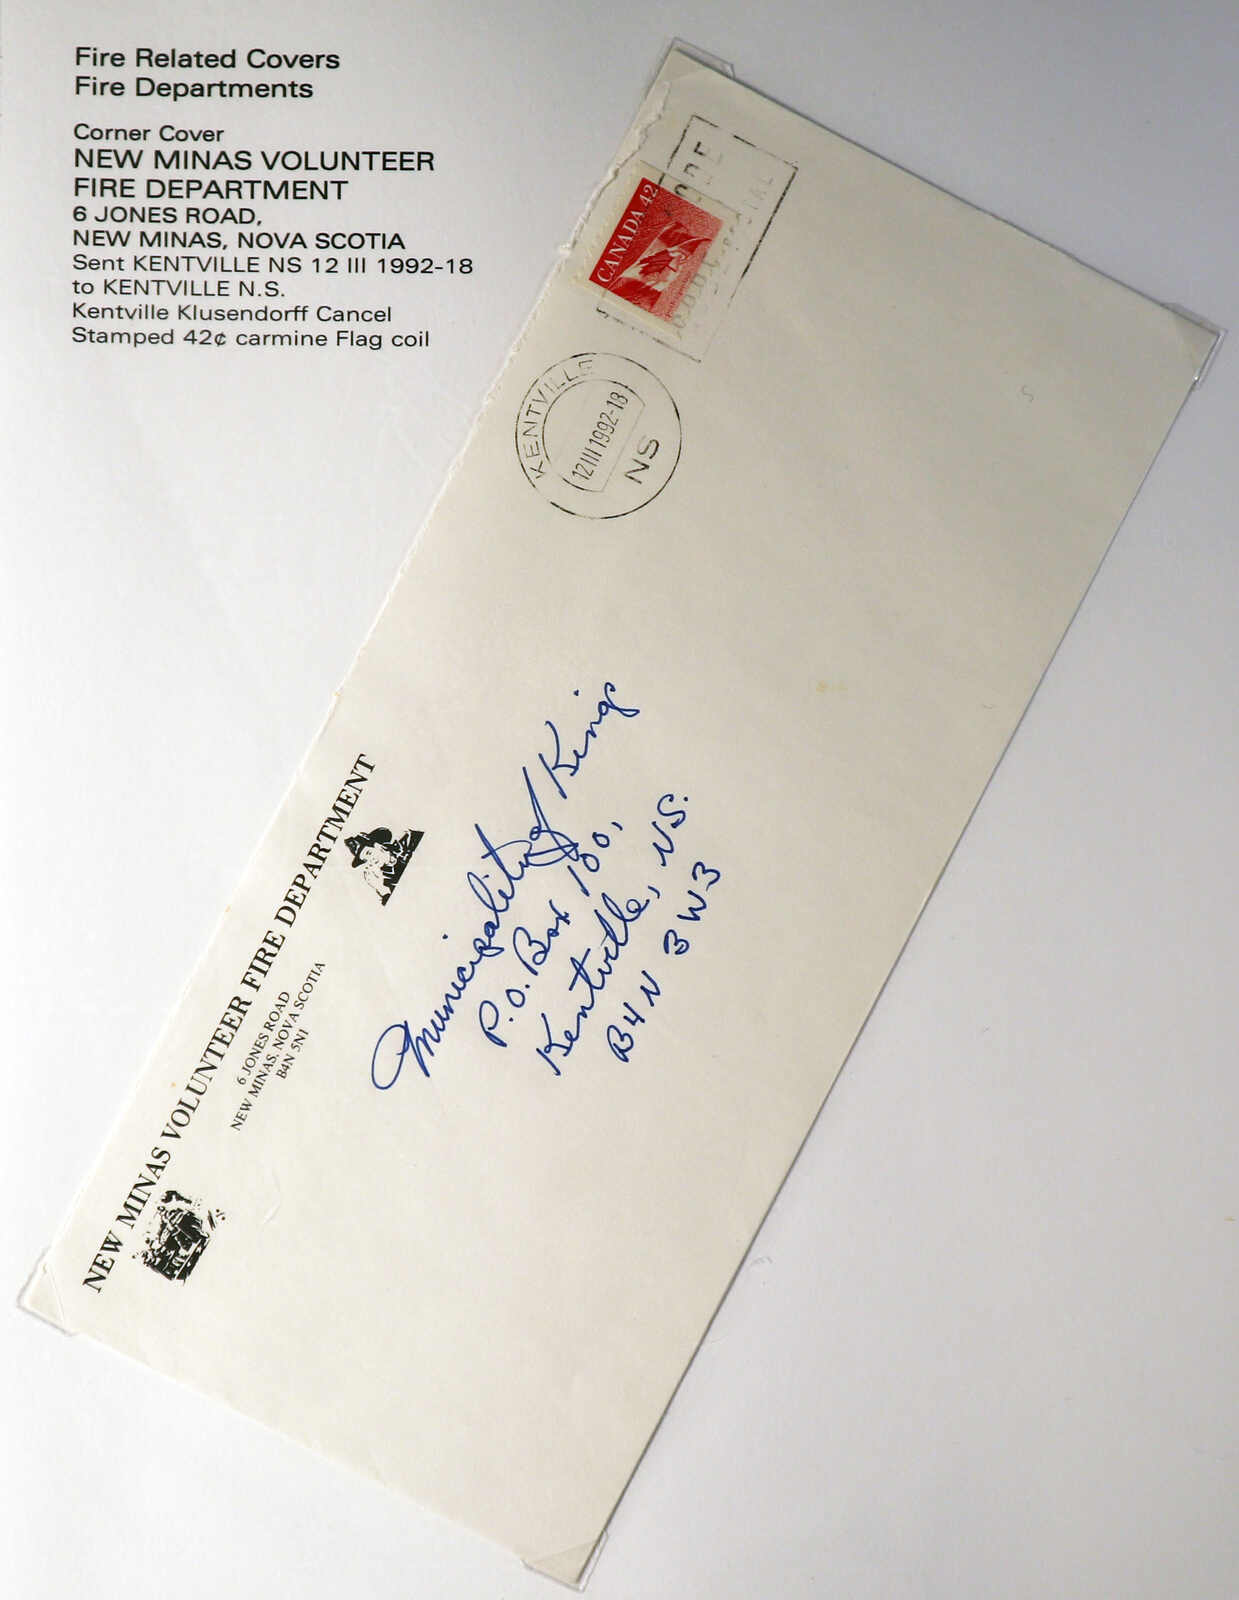 Fire Related Covers
Fire Departments
Corner Cover
NEW MINAS VOLUNTEER
FIRE DEPARTMENT
6 JONES ROAD,
NEW MINAS, NOVA SCOTIA
Sent KENTVILLE NS 12 III 1992-18
to KENTVILLE N.S.
Kentville Klusendorff Cancel
Stamped 42¢ carmine Flag coil
NEW MINAS VOLUNTEER FIRE DEPARTMENT
6 JONES ROAD
NEW MINAS, NOVA SCOTIA
B4N 5N1
CANADA 42
KENTVILLE
12 III 1992-18
NS
Municipality of Kings
P.O. Box 100,
Kentville, NS.
B4N 3W3